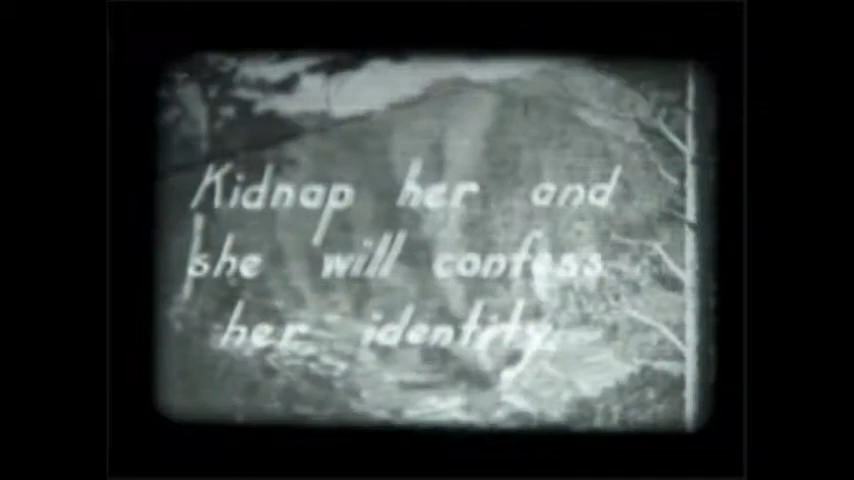 Kidnap her and
she will confess
her identity.